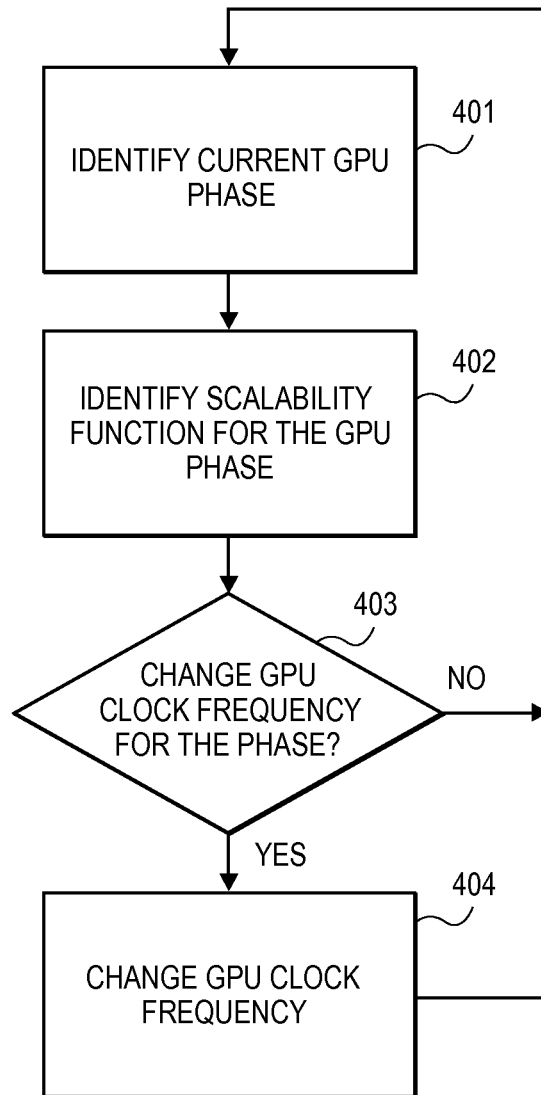 401
IDENTIFY CURRENT GPU
PHASE
402
IDENTIFY SCALABILITY
FUNCTION FOR THE GPU
PHASE
403
CHANGE GPU
CLOCK FREQUENCY
FOR THE PHASE?
NO
YES
404
CHANGE GPU CLOCK
FREQUENCY